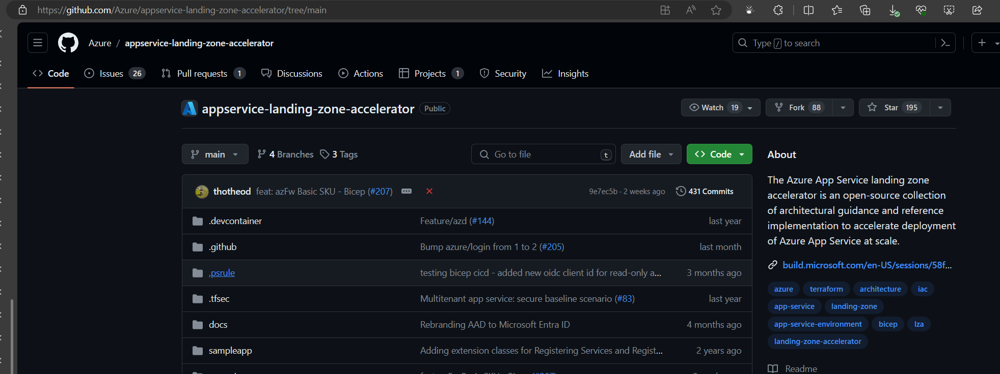 https://github.com/Azure/appservice-landing-zone-accelerator/tree/main
Azure / appservice-landing-zone-accelerator
Type / to search
Code Issues 26 Pull requests 1 Discussions Actions Projects 1 Security Insights
appservice-landing-zone-accelerator Public
Watch 19 Fork 88 Star 195
main 4 Branches 3 Tags Go to file t Add file Code
thotheod feat: azFw Basic SKU - Bicep (#207) 9e7ec5b · 2 weeks ago 431 Commits
.devcontainer Feature/azd (#144) last year
.github Bump azure/login from 1 to 2 (#205) last month
.psrule testing bicep cicd - added new oidc client id for read-only a... 3 months ago
.tfsec Multitenant app service: secure baseline scenario (#83) last year
docs Rebranding AAD to Microsoft Entra ID 4 months ago
sampleapp Adding extension classes for Registering Services and Regist... 2 years ago
About
The Azure App Service landing zone
accelerator is an open-source collection
of architectural guidance and reference
implementation to accelerate deployment
of Azure App Service at scale.
build.microsoft.com/en-US/sessions/58f...
azure terraform architecture iac
app-service landing-zone
app-service-environment bicep lza
landing-zone-accelerator
Readme